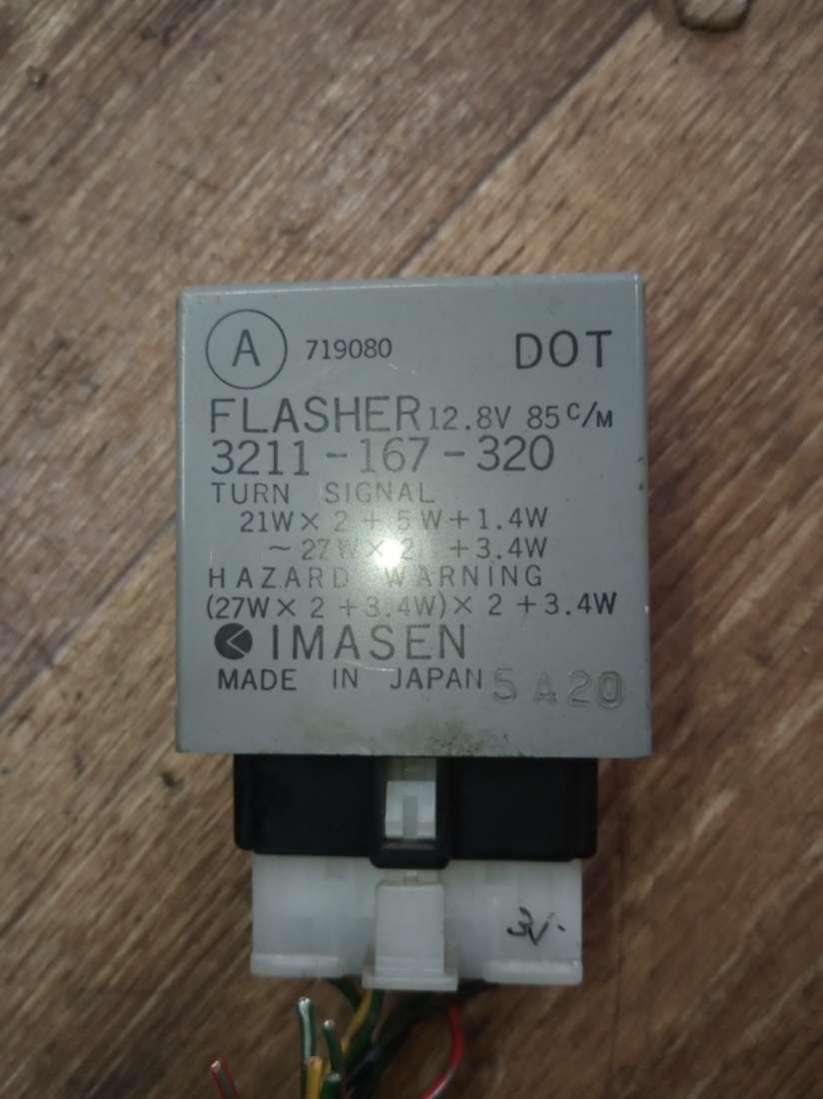 A 719080 DOT
FLASHER 12.8V 85 C/M
3211-167-320
TURN SIGNAL
21W × 2 + 5W + 1.4W
~ 27W × 2 + 3.4W
HAZARD WARNING
(27W × 2 + 3.4W) × 2 + 3.4W
IMASEN
MADE IN JAPAN 5A20